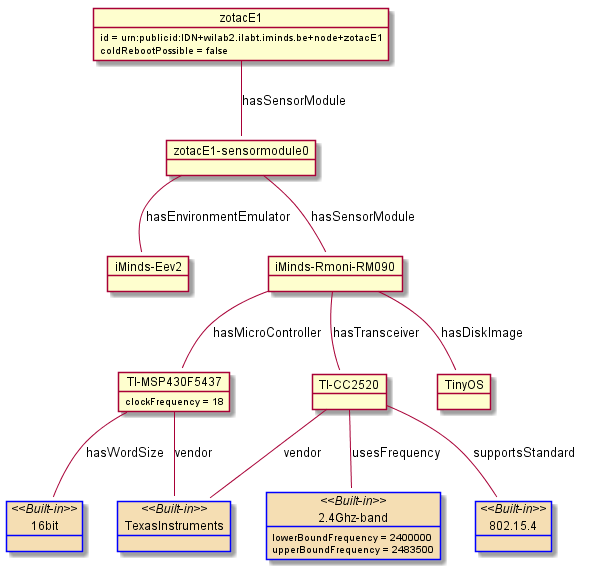 zotacE1
id = urn:publicid:IDN+wilab2.ilabt.iminds.be+node+zotacE1
coldRebootPossible = false
hasSensorModule
zotacE1-sensormodule0
hasEnvironmentEmulator
hasSensorModule
iMinds-Eev2
iMinds-Rmoni-RM090
hasMicroController
hasTransceiver
hasDiskImage
TI-MSP430F5437
clockFrequency = 18
TI-CC2520
TinyOS
hasWordSize
vendor
vendor
usesFrequency
supportsStandard
<<Built-in>>
16bit
<<Built-in>>
TexasInstruments
<<Built-in>>
2.4Ghz-band
lowerBoundFrequency = 2400000
upperBoundFrequency = 2483500
<<Built-in>>
802.15.4